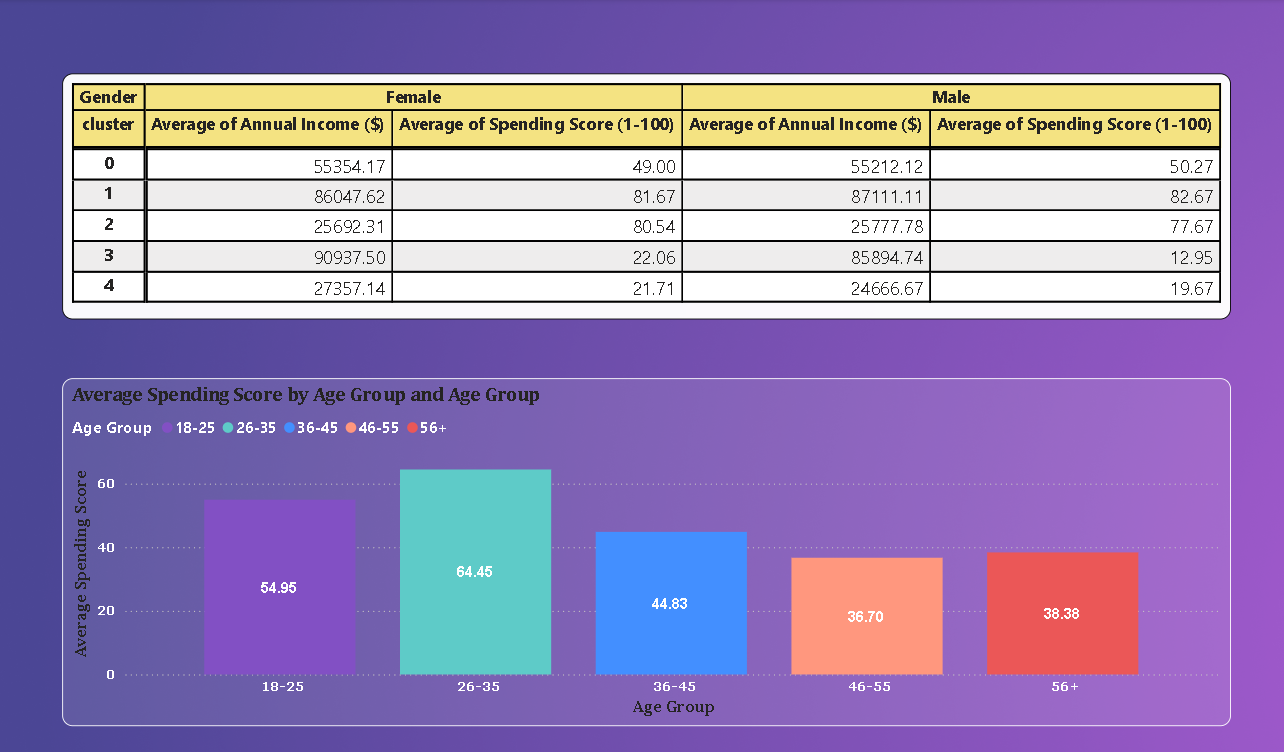 Gender Female Male
cluster Average of Annual Income ($) Average of Spending Score (1-100) Average of Annual Income ($) Average of Spending Score (1-100)
0 55354.17 49.00 55212.12 50.27
1 86047.62 81.67 87111.11 82.67
2 25692.31 80.54 25777.78 77.67
3 90937.50 22.06 85894.74 12.95
4 27357.14 21.71 24666.67 19.67
Average Spending Score by Age Group and Age Group
Age Group 18-25 26-35 36-45 46-55 56+
Average Spending Score
60
40
20
0
54.95
64.45
44.83
36.70
38.38
18-25 26-35 36-45 46-55 56+
Age Group